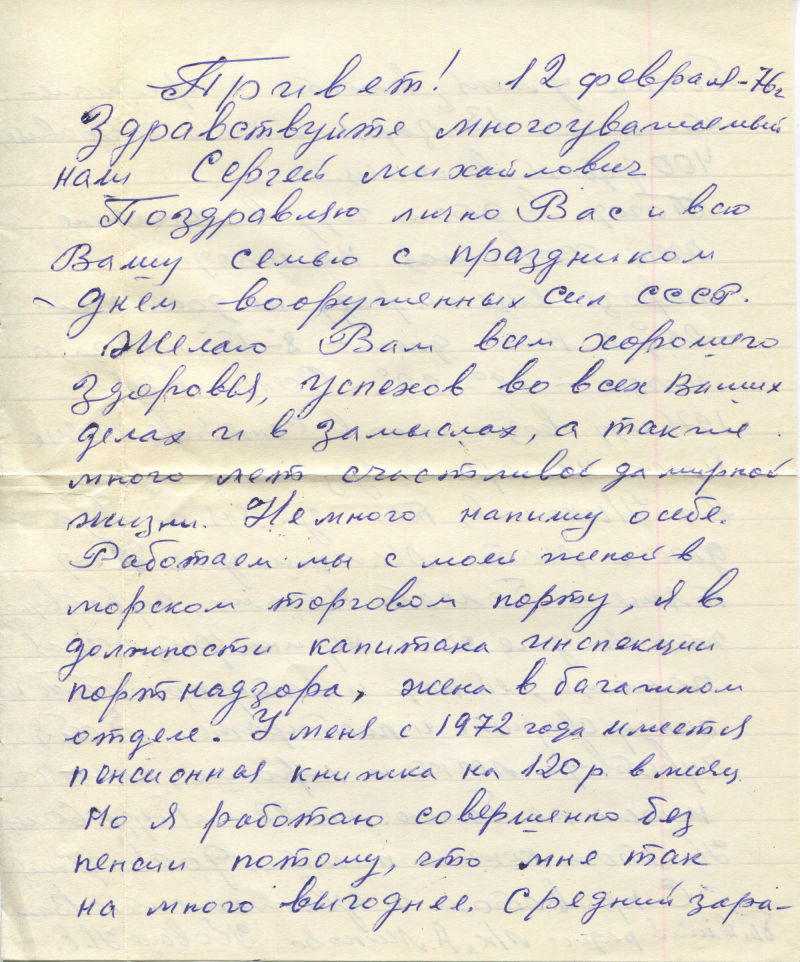 Привет! 12 февраля-76г
Здравствуйте многоуважаемый
наш Сергей Михайлович
Поздравляю лично Вас и всю
Вашу семью с праздником
– днём вооруженных сил СССР.
Желаю Вам всем хорошего
здоровья, успехов во всех Ваших
делах и в замыслах, а также
много лет счастливой да мирной
жизни. Немного напишу о себе.
Работаем мы с моей женой в
морском торговом порту, я в
должности капитана инспекции
портнадзора, жена в багажном
отделе. У меня с 1972 года имеется
пенсионная книжка на 120 р. в месяц
Но я работаю совершенно без
пенсии потому, что мне так
на много выгоднее. Средний зара-